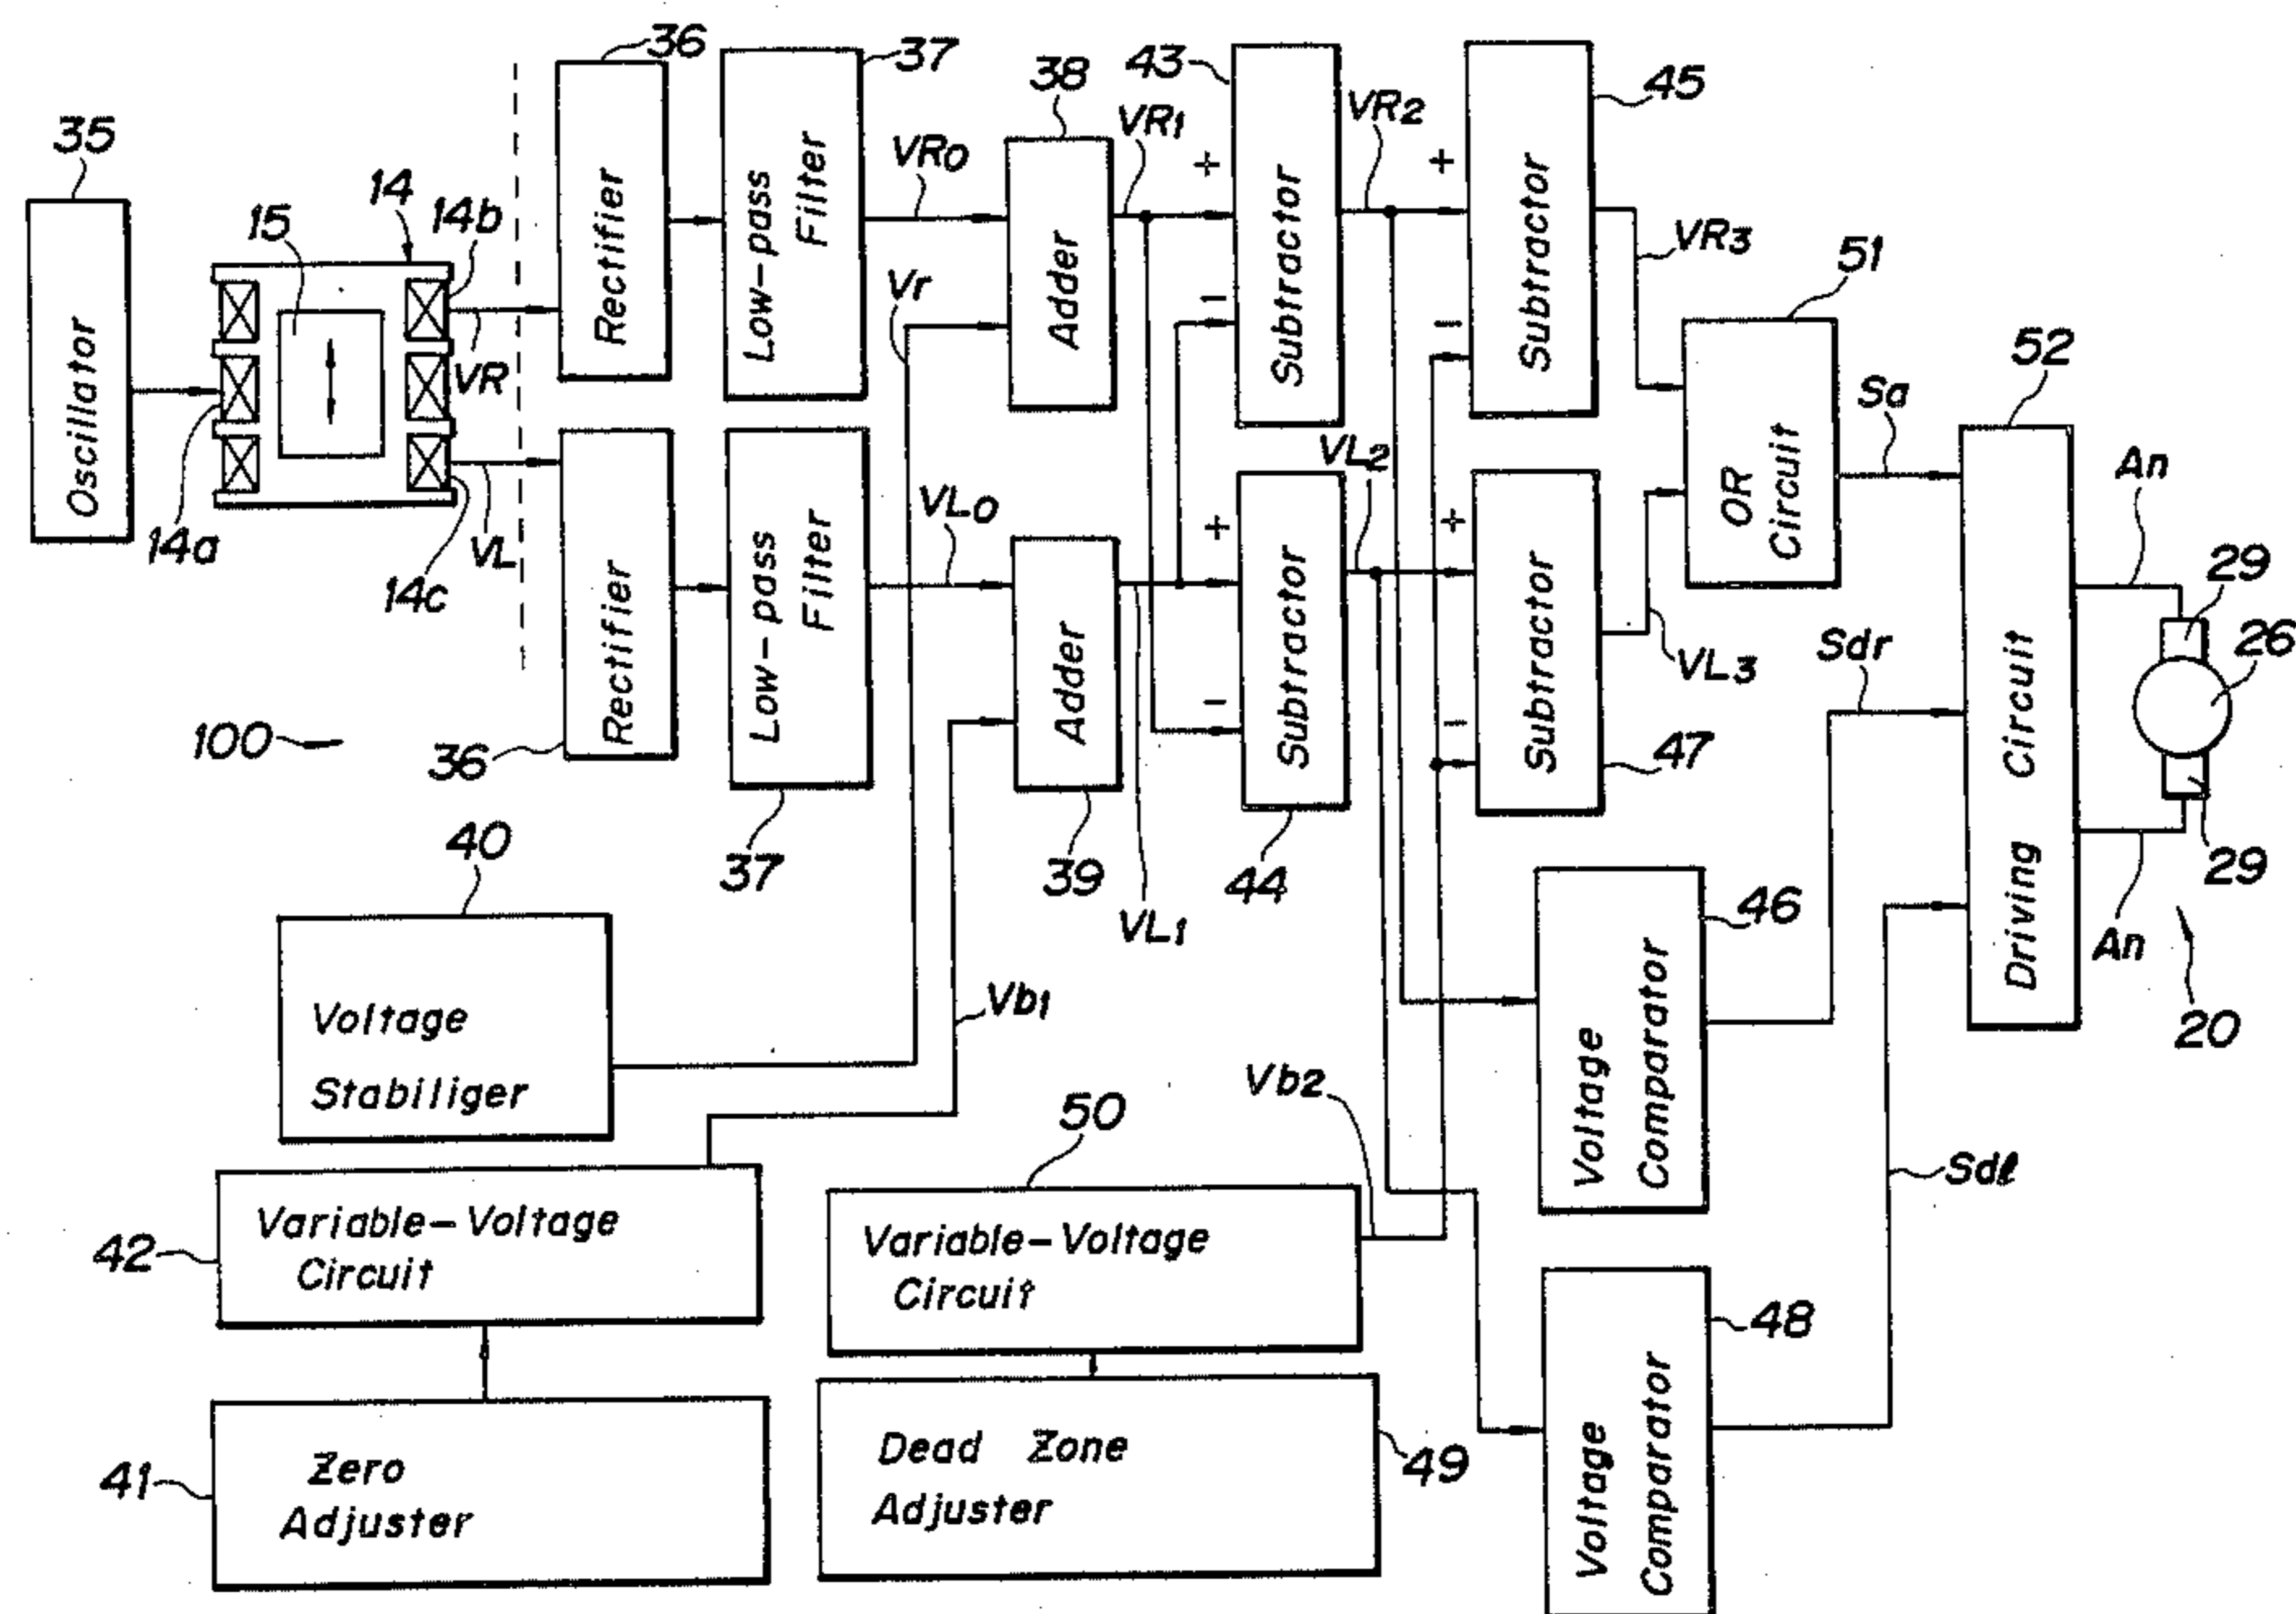 35
Oscillator
14
15
14a
14b
14c
VR
VL
100
36
Rectifier
37
Low-pass
Filter
VR0
Vr
38
Adder
VR1
43
+
-
Subtractor
VR2
45
+
-
Subtractor
VR3
51
OR
Circuit
Sa
52
Driving Circuit
An
29
26
29
An
20
36
Rectifier
37
Low-pass
Filter
VL0
39
Adder
VL1
44
+
-
Subtractor
VL2
47
+
-
Subtractor
VL3
Sdr
46
Voltage
Comparator
Sdl
48
Voltage
Comparator
40
Voltage
Stabiliger
Vb1
42
Variable-Voltage
Circuit
41
Zero
Adjuster
50
Vb2
Variable-Voltage
Circuit
49
Dead Zone
Adjuster